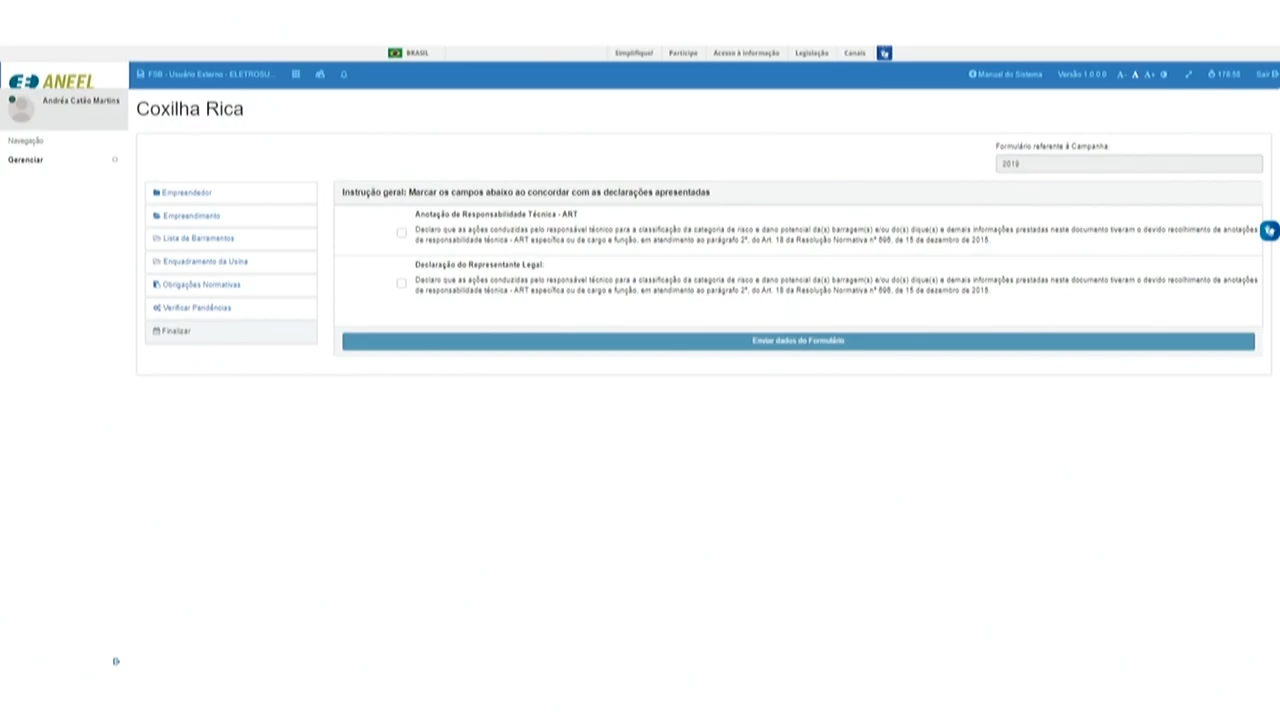 BRASIL
Simplifique! Participe Acesso à informação Legislação Canais
ANEEL
FSB - Usuário Externo - ELETROSU...
Manual do Sistema Versão 1.0.0.0 A- A A+ Sair
Andréa Catão Martins
Coxilha Rica
Navegação
Gerenciar
Formulário referente à Campanha
2019
Empreendedor
Empreendimento
Lista de Barramentos
Enquadramento da Usina
Obrigações Normativas
Verificar Pendências
Finalizar
Instrução geral: Marcar os campos abaixo ao concordar com as declarações apresentadas
Anotação de Responsabilidade Técnica - ART
Declaro que as ações conduzidas pelo responsável técnico para a classificação da categoria de risco e dano potencial da(s) barragem(s) e/ou do(s) dique(s) e demais informações prestadas neste documento tiveram o devido recolhimento de anotações
de responsabilidade técnica - ART específica ou de cargo e função, em atendimento ao parágrafo 2º, do Art. 18 da Resolução Normativa nº 696, de 15 de dezembro de 2015.
Declaração do Representante Legal:
Declaro que as ações conduzidas pelo responsável técnico para a classificação da categoria de risco e dano potencial da(s) barragem(s) e/ou do(s) dique(s) e demais informações prestadas neste documento tiveram o devido recolhimento de anotações
de responsabilidade técnica - ART específica ou de cargo e função, em atendimento ao parágrafo 2º, do Art. 18 da Resolução Normativa nº 696, de 15 de dezembro de 2015.
Enviar dados do Formulário